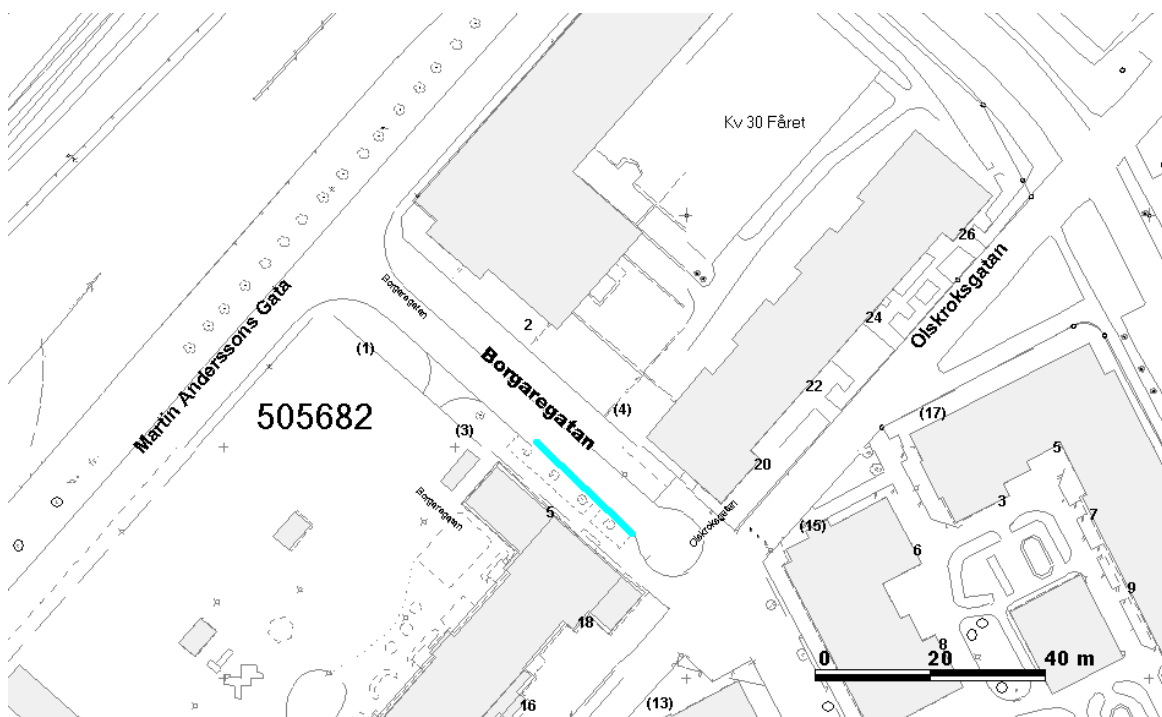 Kv 30 Fåret
26
Olskroksgatan
24
22
20
Borgaregatan
2
Borgaregatan
(4)
Martin Anderssons Gata
(1)
505682
(3)
Borgaregatan
5
Olskroksgatan
(17)
5
3
7
(15)
6
9
8
18
16
(13)
0 20 40 m